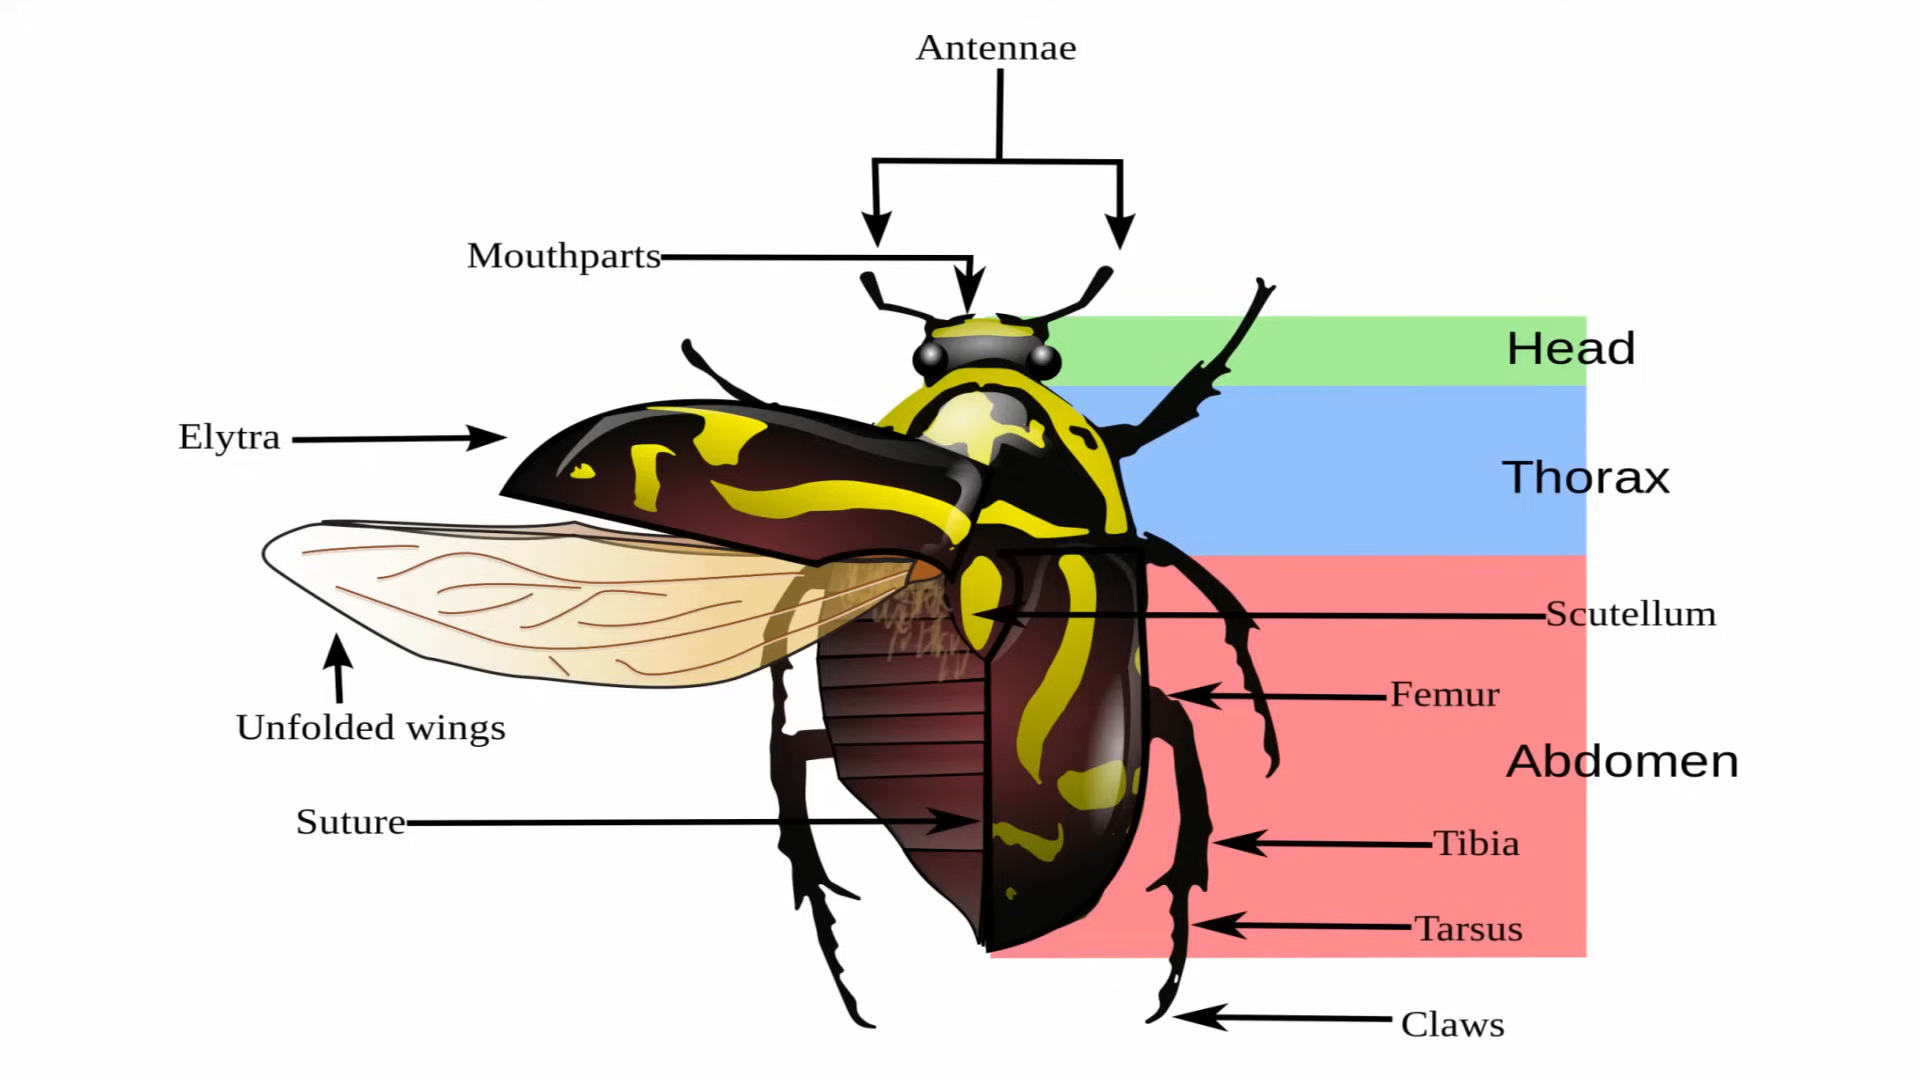 Antennae
Mouthparts
Head
Elytra
Thorax
Scutellum
Femur
Unfolded wings
Abdomen
Suture
Tibia
Tarsus
Claws